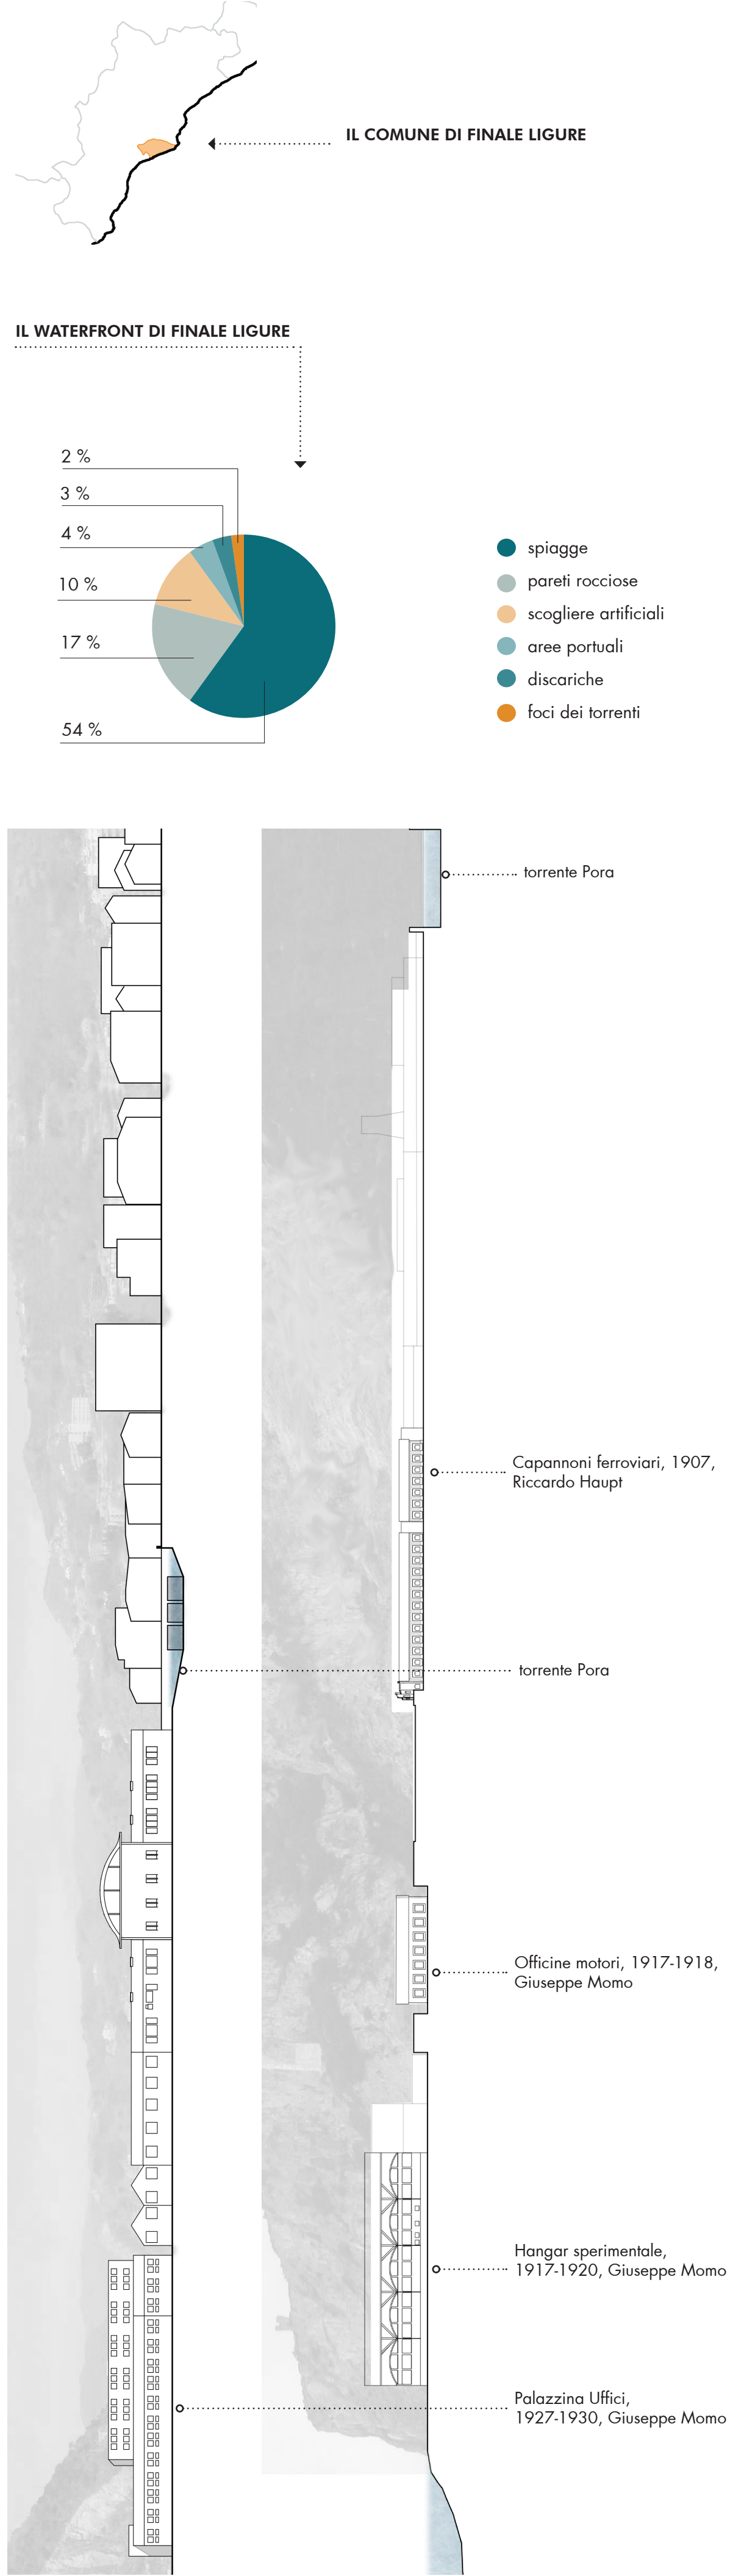 IL COMUNE DI FINALE LIGURE
IL WATERFRONT DI FINALE LIGURE
2 %
3 %
4 %
10 %
17 %
54 %
spiagge
pareti rocciose
scogliere artificiali
aree portuali
discariche
foci dei torrenti
torrente Pora
Capannoni ferroviari, 1907,
Riccardo Haupt
torrente Pora
Officine motori, 1917-1918,
Giuseppe Momo
Hangar sperimentale,
1917-1920, Giuseppe Momo
Palazzina Uffici,
1927-1930, Giuseppe Momo